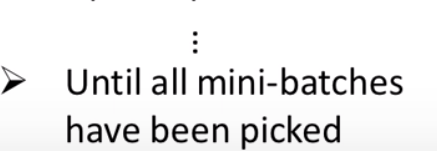 ⋮
➢ Until all mini-batches
have been picked